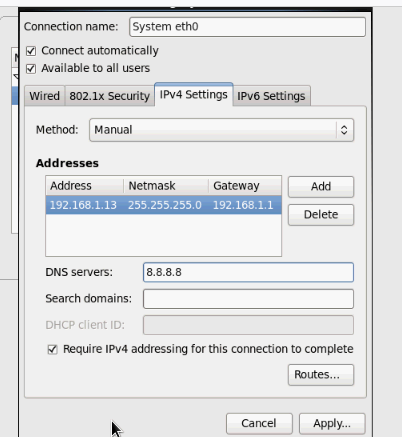 Connection name: System eth0
Connect automatically
Available to all users
Wired 802.1x Security IPv4 Settings IPv6 Settings
Method: Manual
Addresses
Address Netmask Gateway Add
192.168.1.13 255.255.255.0 192.168.1.1
Delete
DNS servers: 8.8.8.8
Search domains:
DHCP client ID:
Require IPv4 addressing for this connection to complete
Routes...
Cancel Apply...